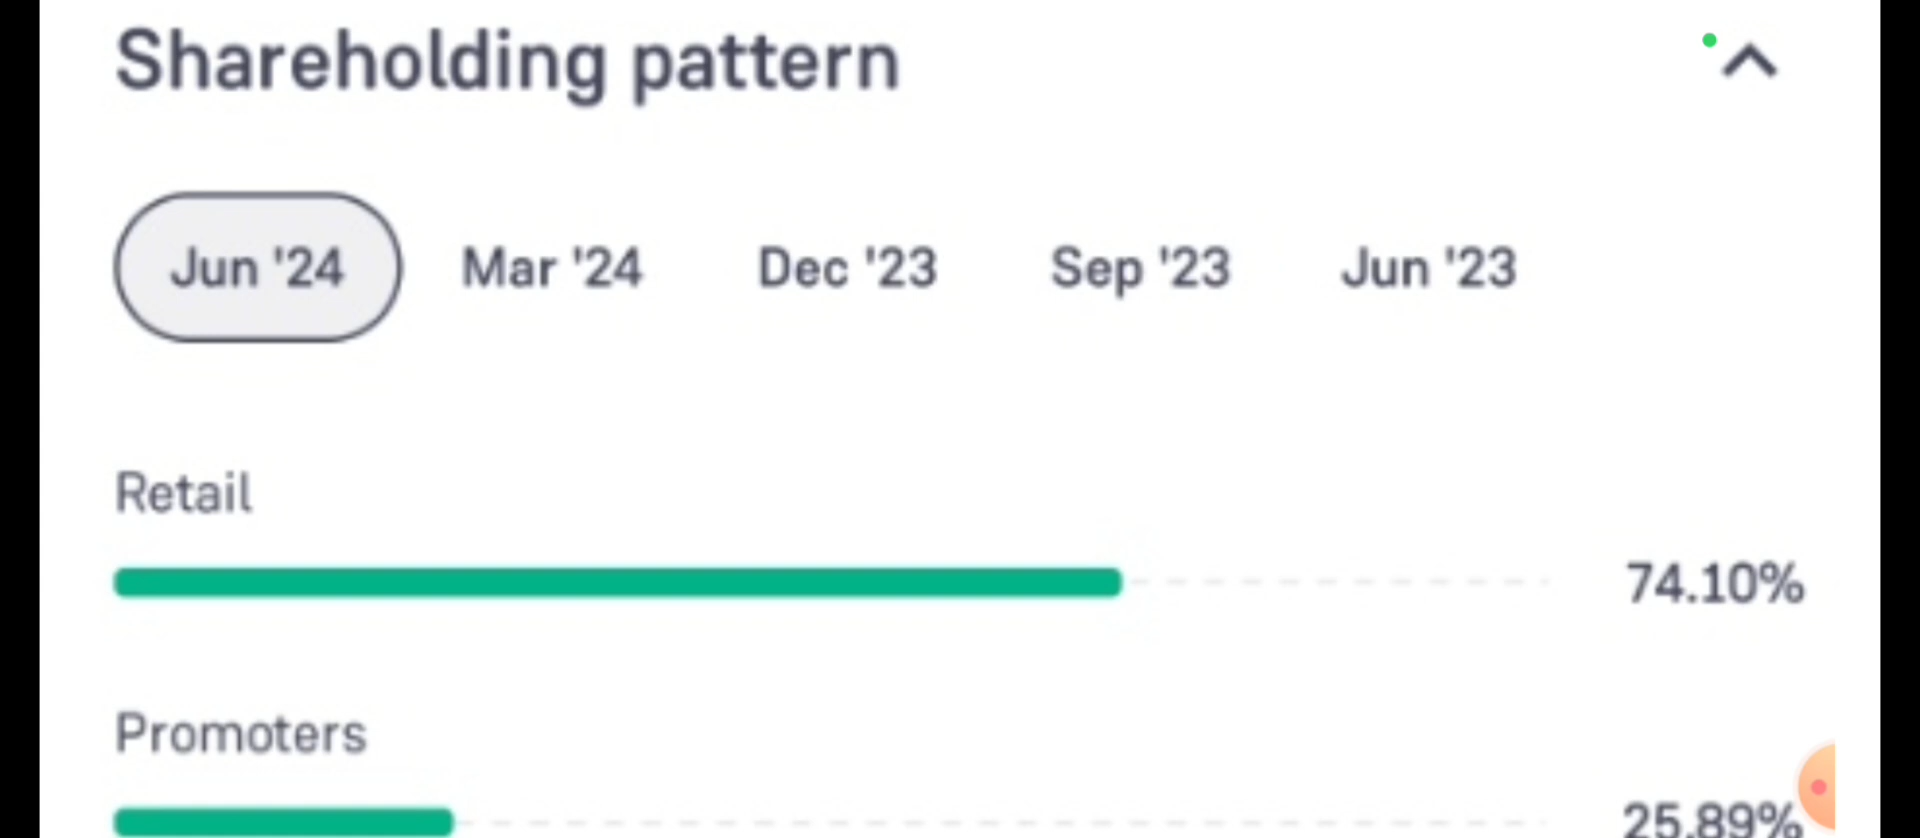 Shareholding pattern
Jun '24 Mar '24 Dec '23 Sep '23 Jun '23
Retail
74.10%
Promoters
25.89%